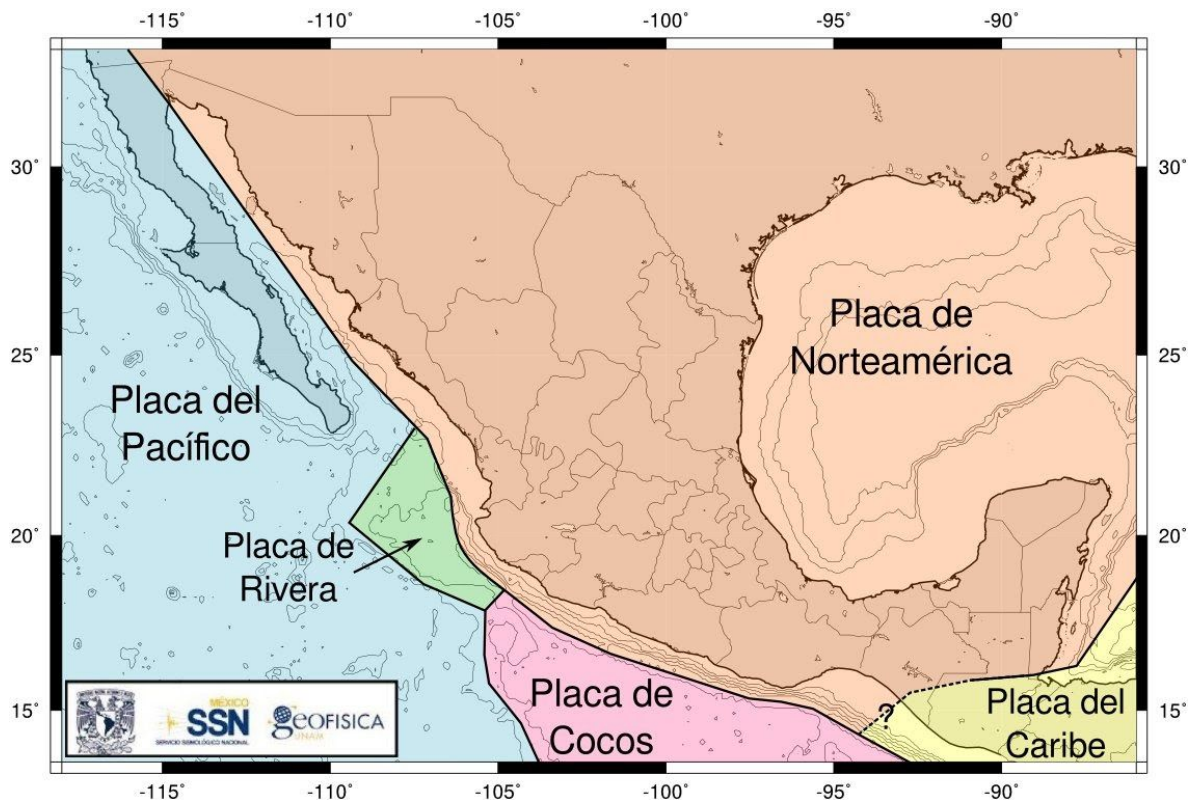 -115˚ -110˚ -105˚ -100˚ -95˚ -90˚
30˚ 30˚
Placa de
Norteamérica
25˚ 25˚
Placa del
Pacífico
20˚ 20˚
Placa de
Rivera
Placa de
Cocos
?
Placa del
Caribe
15˚ 15˚
MÉXICO
SSN
SERVICIO SISMOLÓGICO NACIONAL
GEOFISICA
UNAM
-115˚ -110˚ -105˚ -100˚ -95˚ -90˚